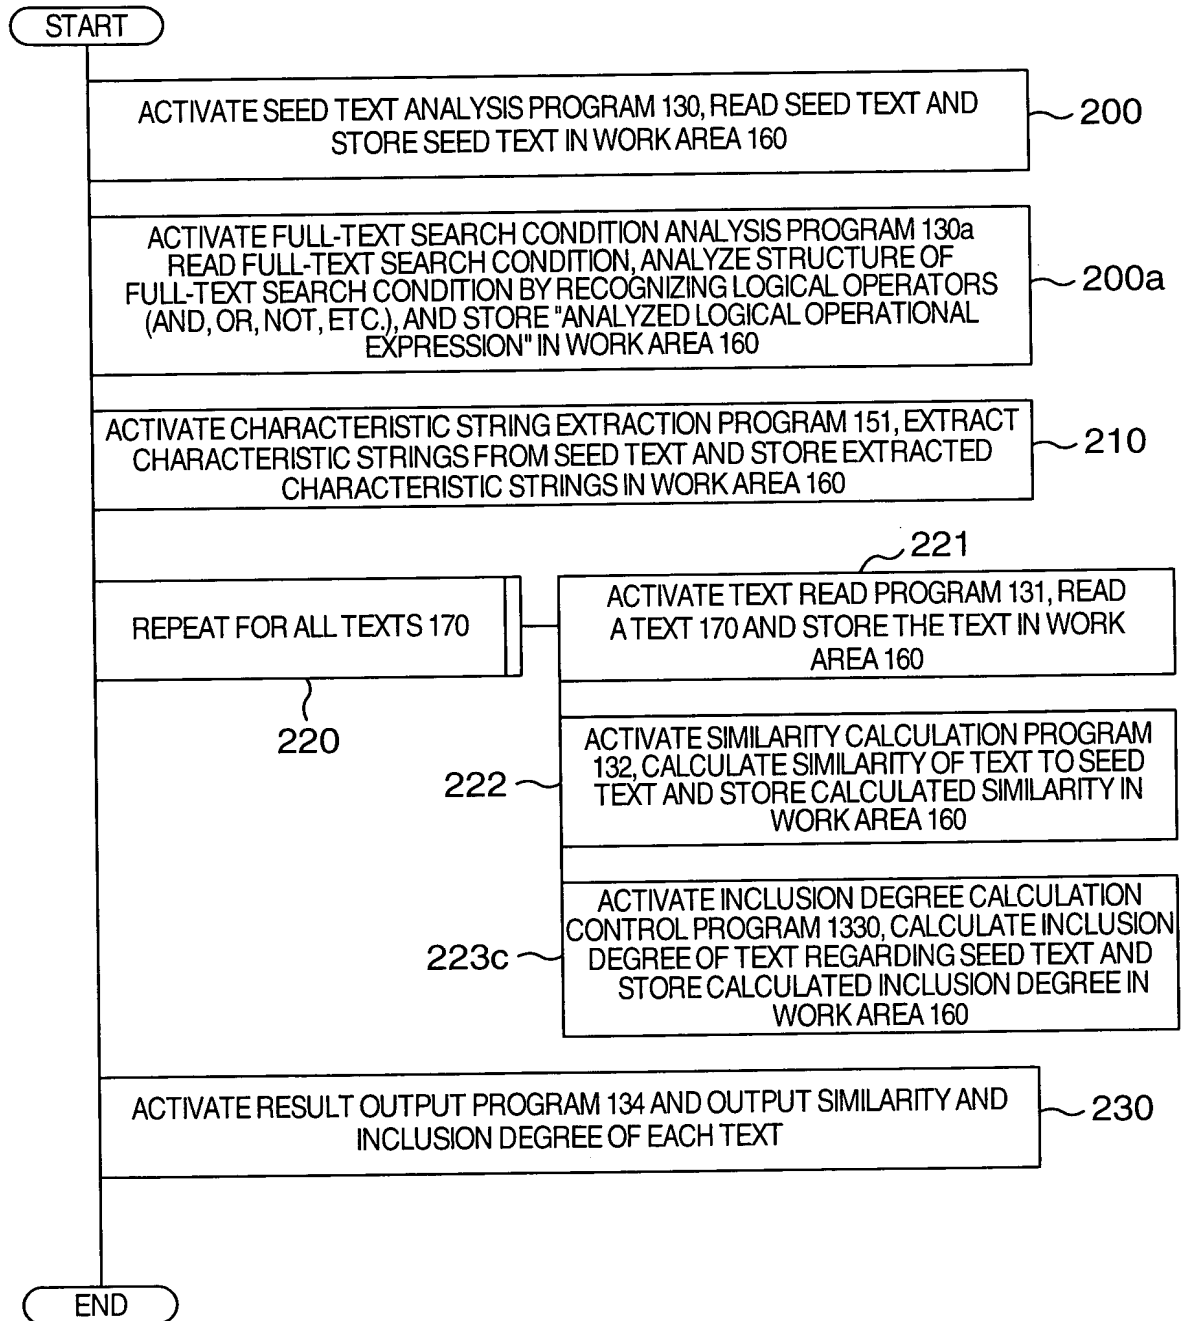 START
ACTIVATE SEED TEXT ANALYSIS PROGRAM 130, READ SEED TEXT AND
STORE SEED TEXT IN WORK AREA 160
200
ACTIVATE FULL-TEXT SEARCH CONDITION ANALYSIS PROGRAM 130a
READ FULL-TEXT SEARCH CONDITION, ANALYZE STRUCTURE OF
FULL-TEXT SEARCH CONDITION BY RECOGNIZING LOGICAL OPERATORS
(AND, OR, NOT, ETC.), AND STORE "ANALYZED LOGICAL OPERATIONAL
EXPRESSION" IN WORK AREA 160
200a
ACTIVATE CHARACTERISTIC STRING EXTRACTION PROGRAM 151, EXTRACT
CHARACTERISTIC STRINGS FROM SEED TEXT AND STORE EXTRACTED
CHARACTERISTIC STRINGS IN WORK AREA 160
210
REPEAT FOR ALL TEXTS 170
220
221
ACTIVATE TEXT READ PROGRAM 131, READ
A TEXT 170 AND STORE THE TEXT IN WORK
AREA 160
ACTIVATE SIMILARITY CALCULATION PROGRAM
132, CALCULATE SIMILARITY OF TEXT TO SEED
TEXT AND STORE CALCULATED SIMILARITY IN
WORK AREA 160
222
ACTIVATE INCLUSION DEGREE CALCULATION
CONTROL PROGRAM 1330, CALCULATE INCLUSION
DEGREE OF TEXT REGARDING SEED TEXT AND
STORE CALCULATED INCLUSION DEGREE IN
WORK AREA 160
223c
ACTIVATE RESULT OUTPUT PROGRAM 134 AND OUTPUT SIMILARITY AND
INCLUSION DEGREE OF EACH TEXT
230
END